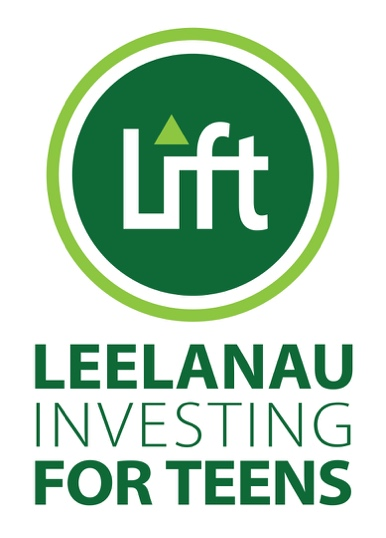 Lift
LEELANAU
INVESTING
FOR TEENS